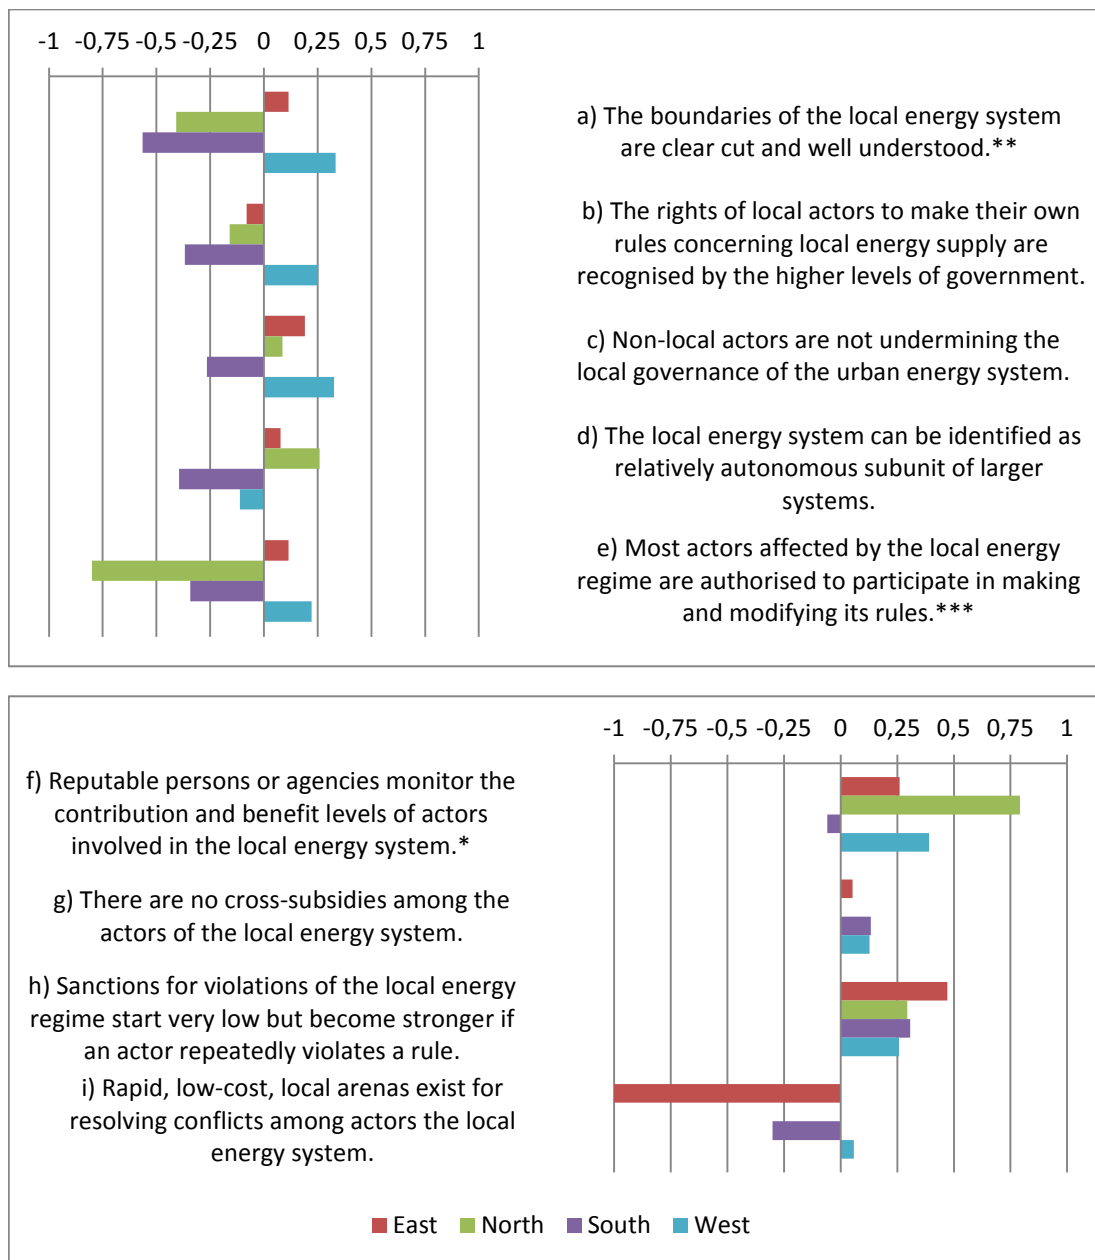 -1 -0,75 -0,5 -0,25 0 0,25 0,5 0,75 1
a) The boundaries of the local energy system
are clear cut and well understood.**
b) The rights of local actors to make their own
rules concerning local energy supply are
recognised by the higher levels of government.
c) Non-local actors are not undermining the
local governance of the urban energy system.
d) The local energy system can be identified as
relatively autonomous subunit of larger
systems.
e) Most actors affected by the local energy
regime are authorised to participate in making
and modifying its rules.***
-1 -0,75 -0,5 -0,25 0 0,25 0,5 0,75 1
f) Reputable persons or agencies monitor the
contribution and benefit levels of actors
involved in the local energy system.*
g) There are no cross-subsidies among the
actors of the local energy system.
h) Sanctions for violations of the local energy
regime start very low but become stronger if
an actor repeatedly violates a rule.
i) Rapid, low-cost, local arenas exist for
resolving conflicts among actors the local
energy system.
East North South West